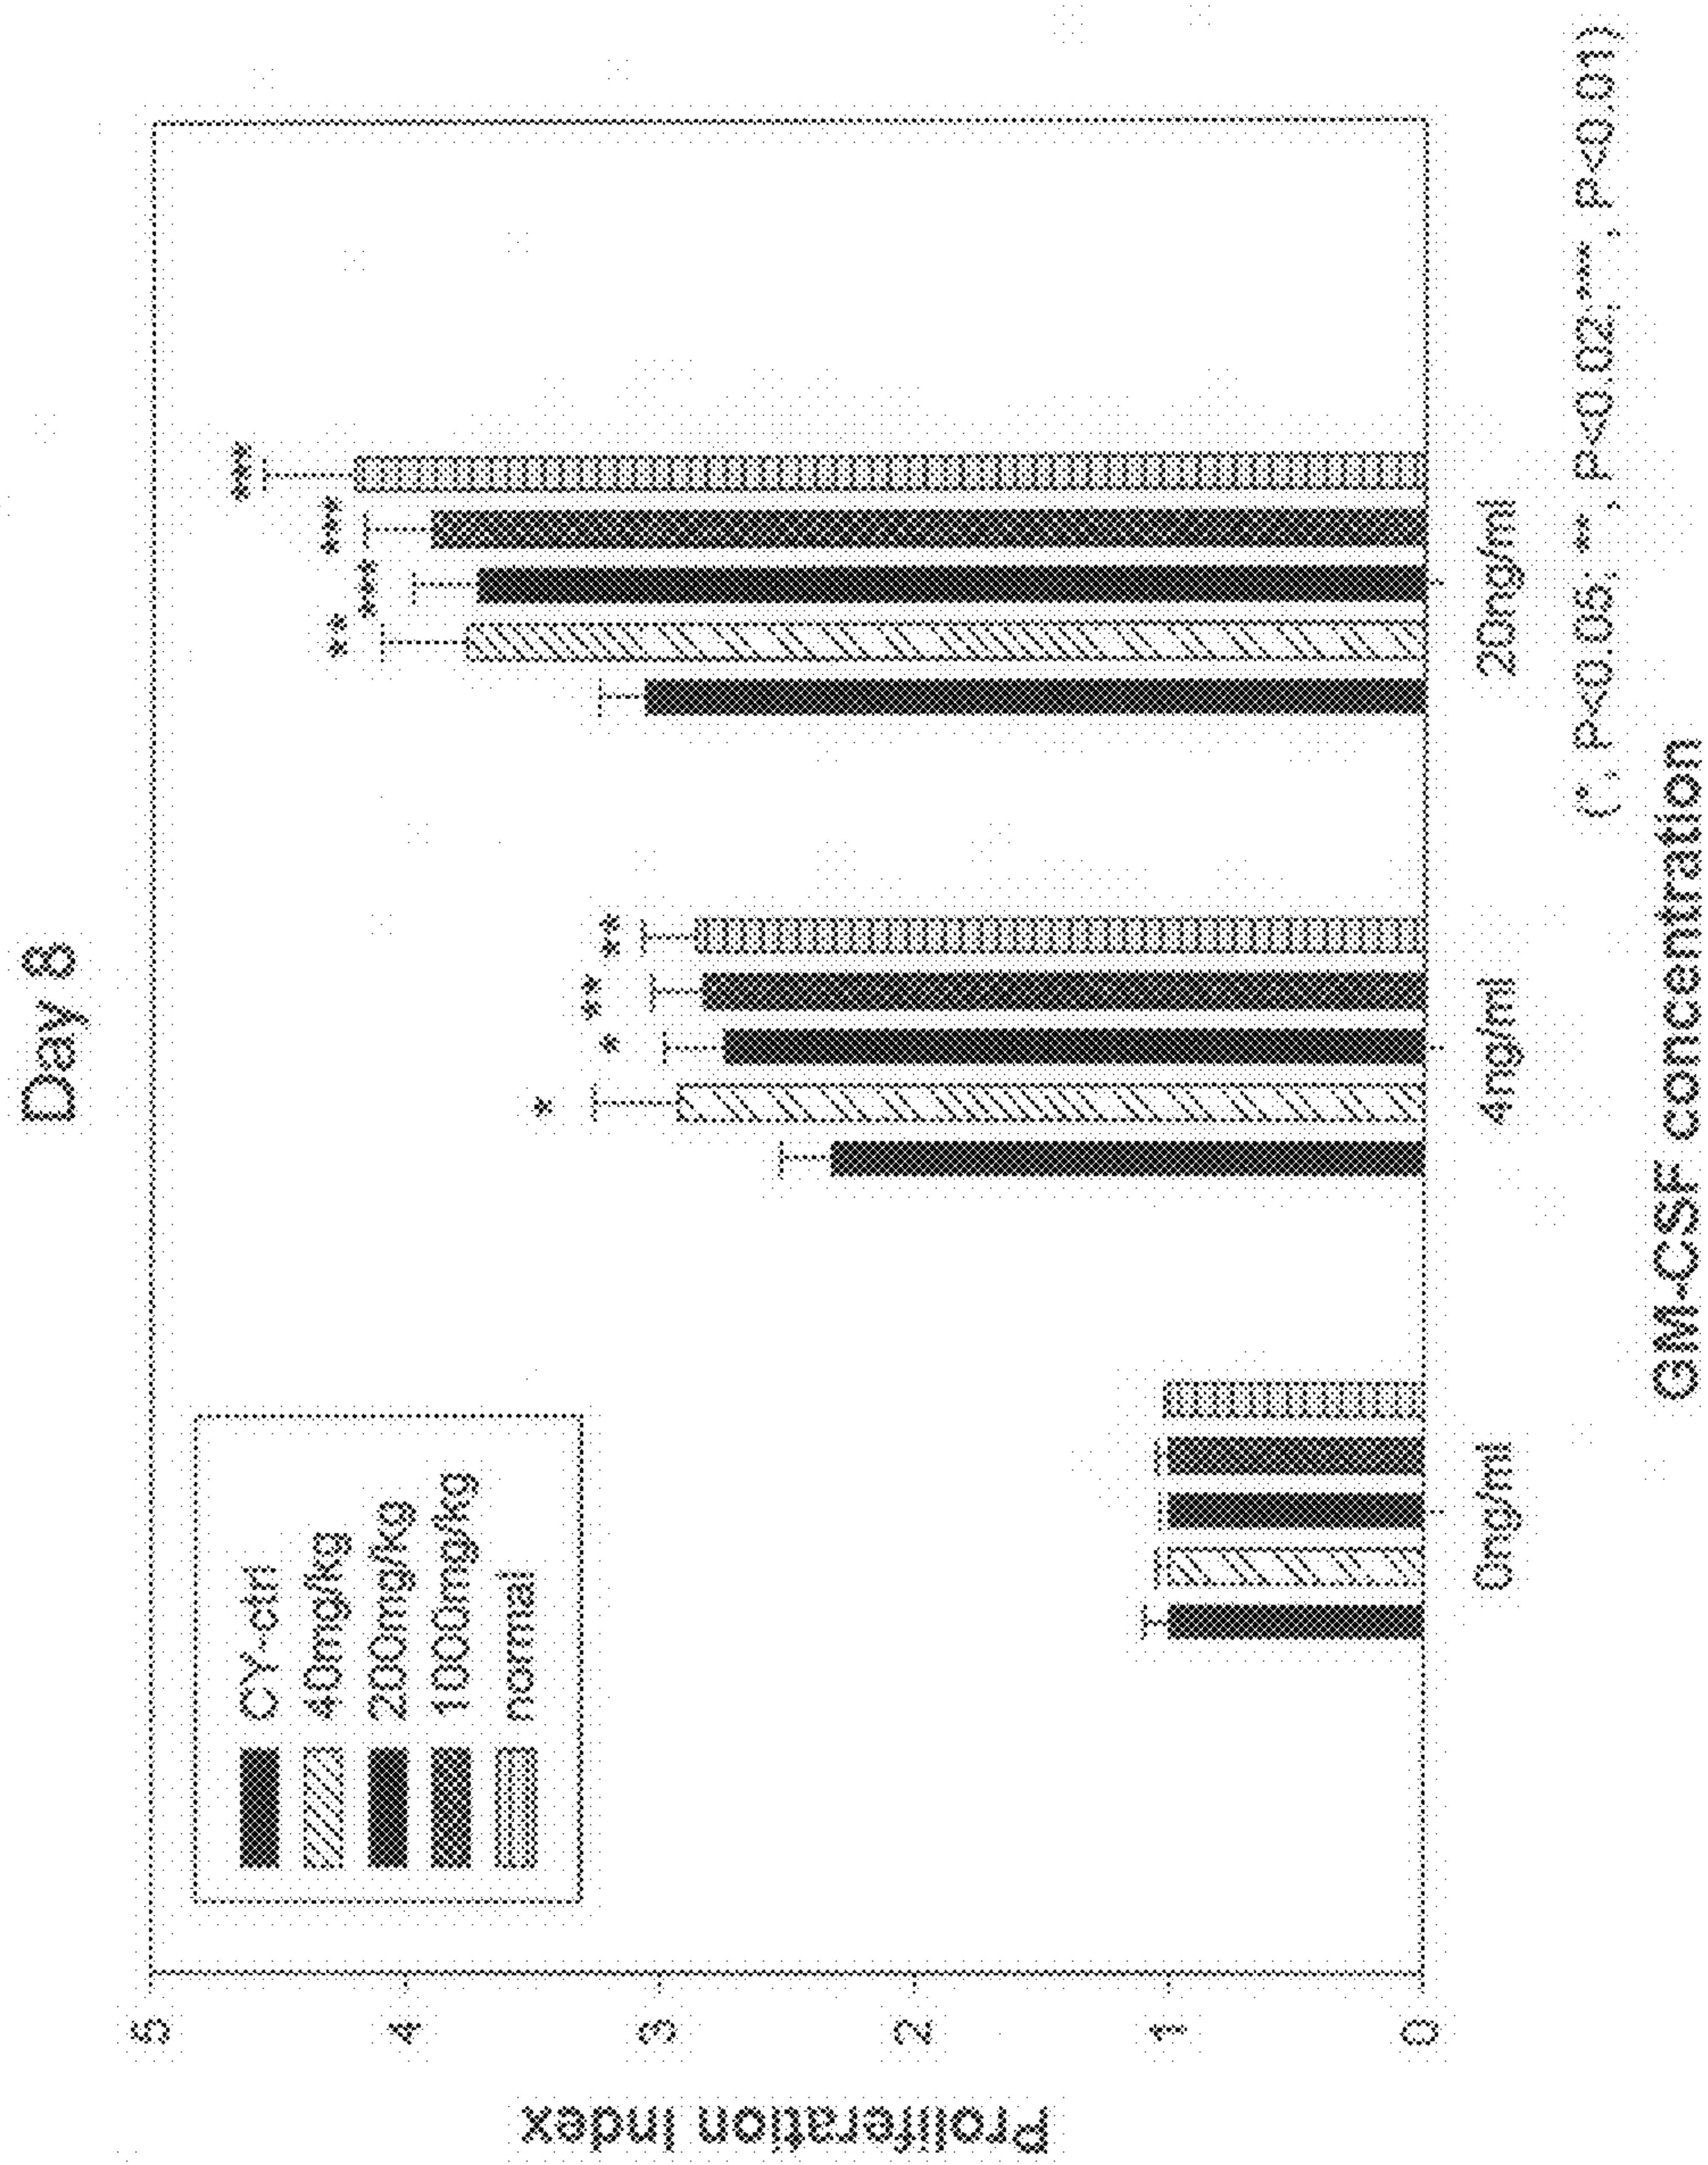 Day 8
CY-ctrl
40mg/kg
200mg/kg
1000mg/kg
normal
Proliferation Index
5
4
3
2
1
0
*
*
**
**
**
***
***
***
0ng/ml
4ng/ml
20ng/ml
(*, P<0.05; **, P<0.02; ***, P<0.01)
GM-CSF concentration